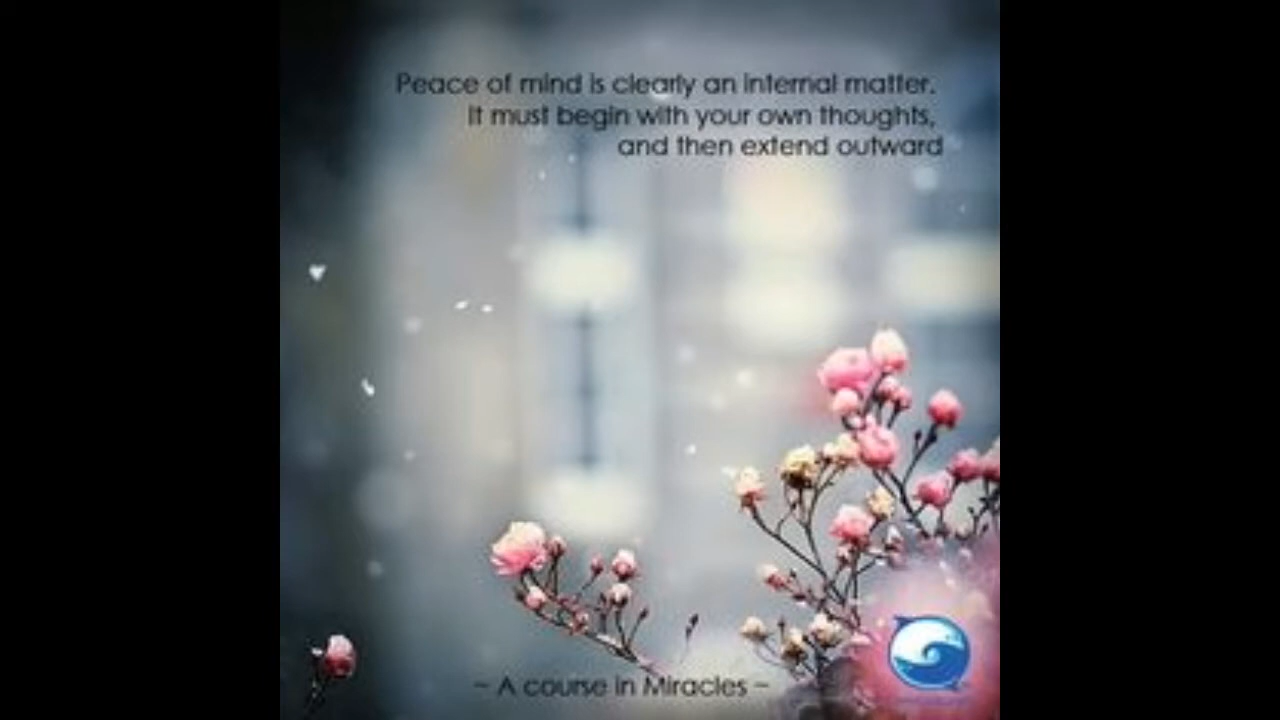 Peace of mind is clearly an internal matter.
It must begin with your own thoughts,
and then extend outward
~ A course in Miracles ~